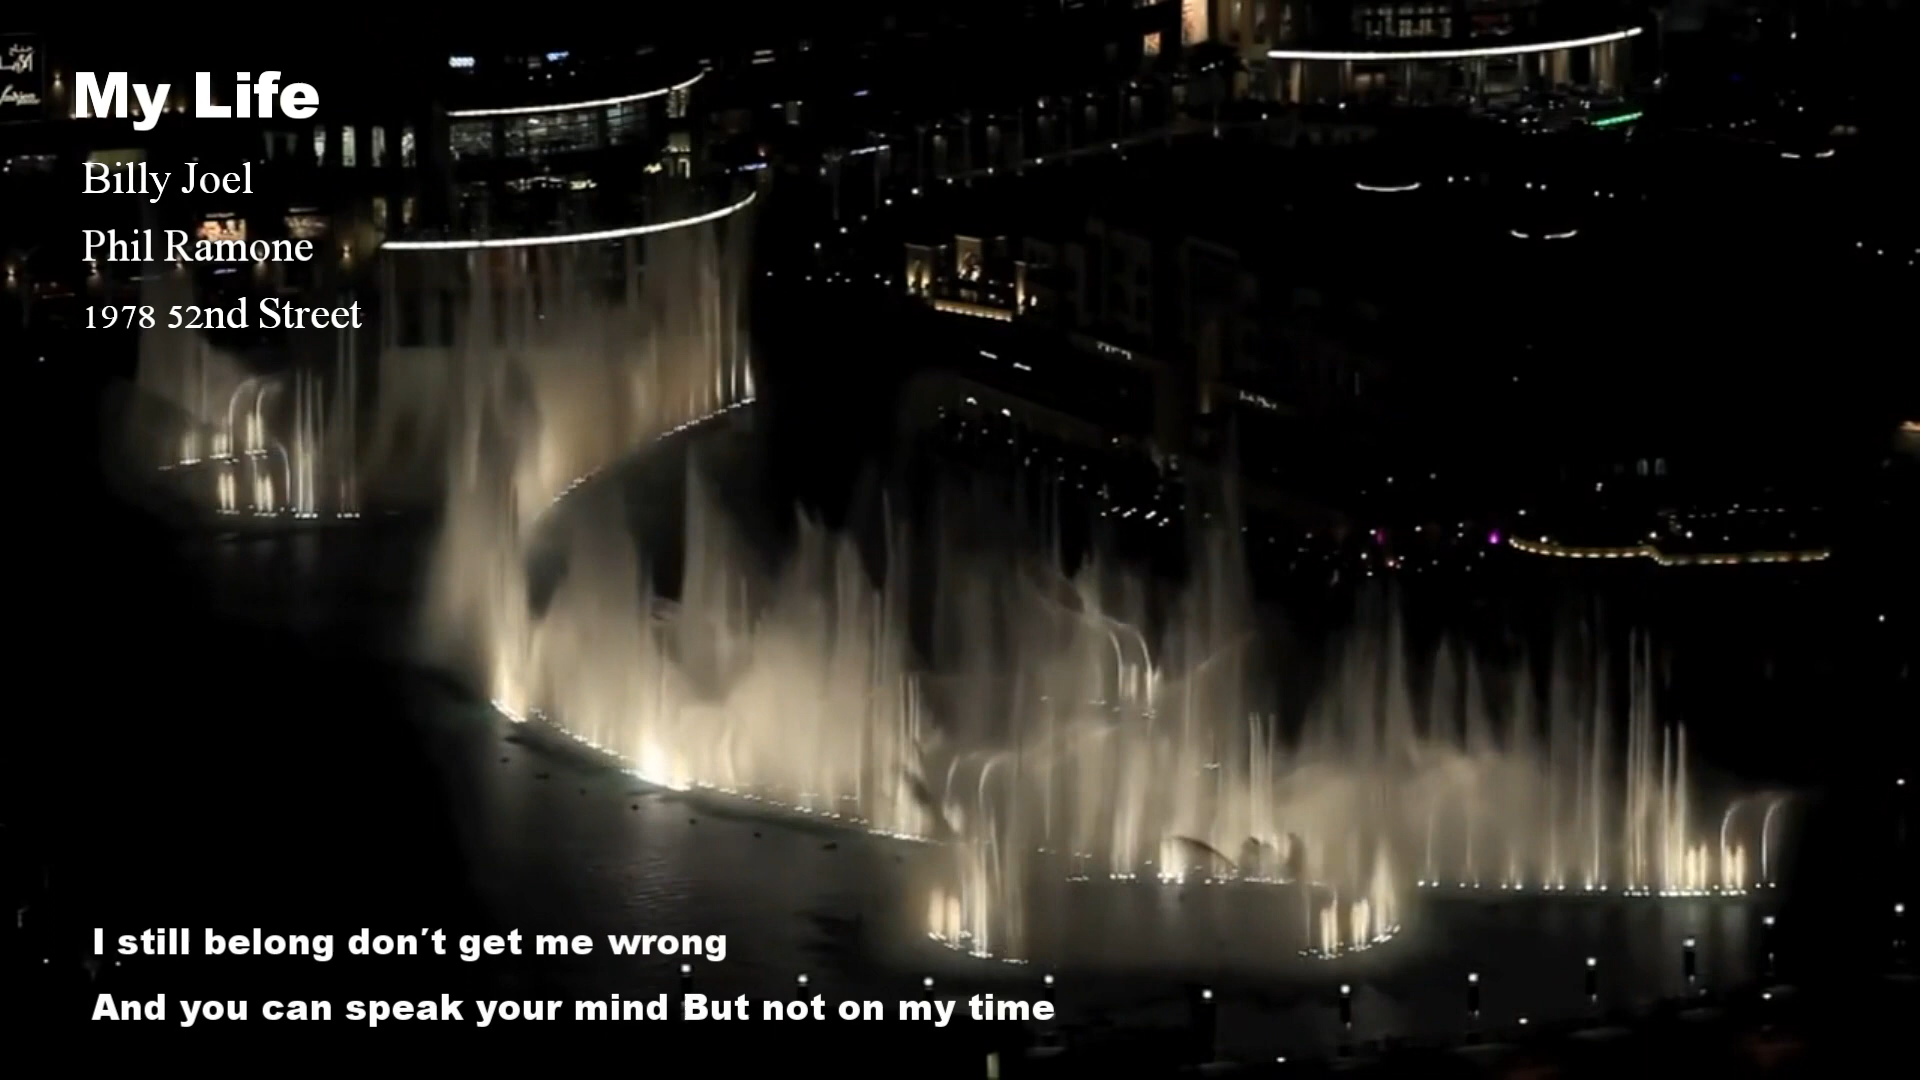 My Life
Billy Joel
Phil Ramone
1978 52nd Street
I still belong don't get me wrong
And you can speak your mind But not on my time